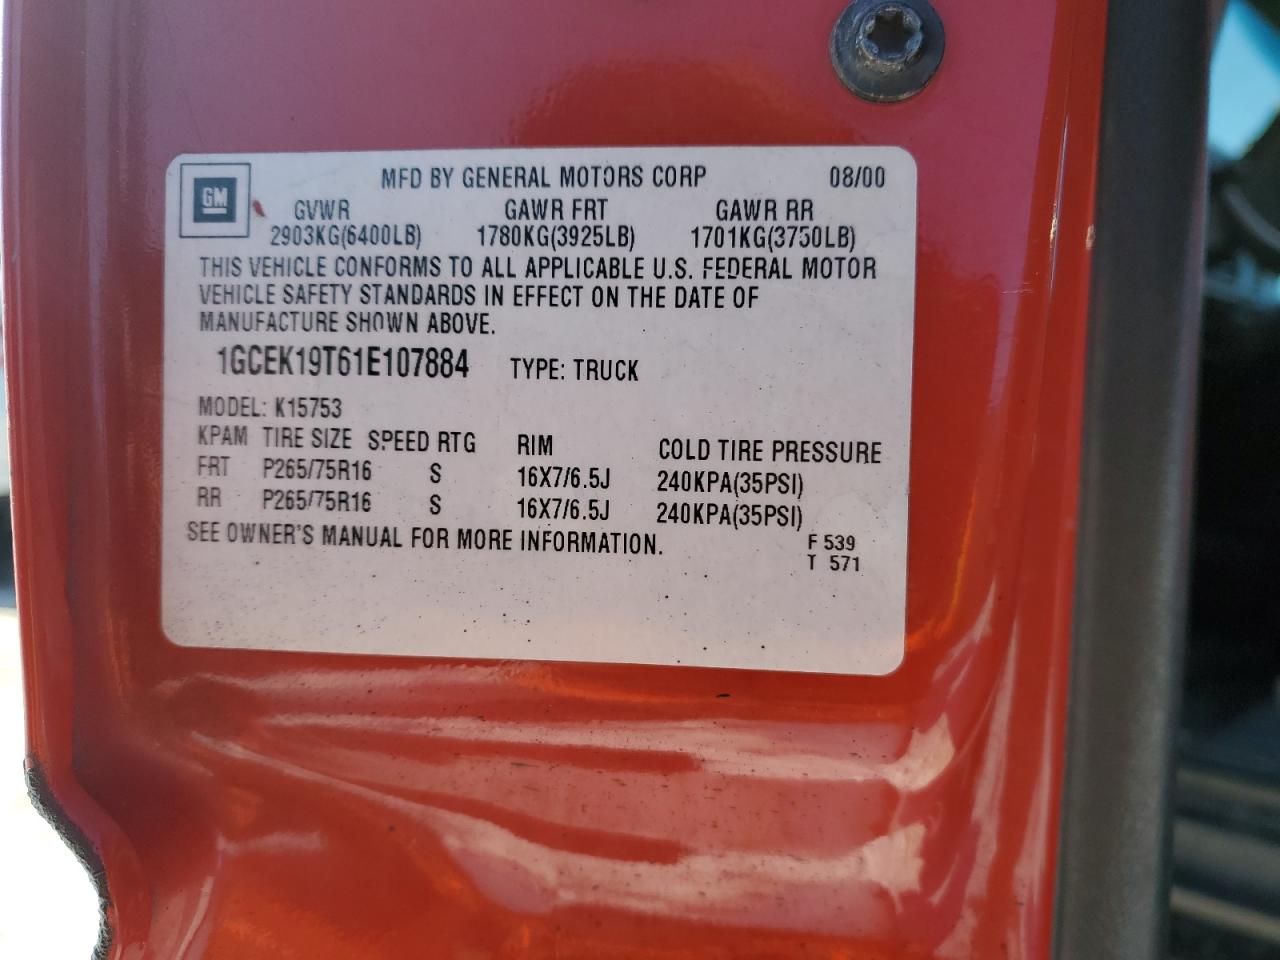 GM
MFD BY GENERAL MOTORS CORP 08/00
GVWR GAWR FRT GAWR RR
2903KG(6400LB) 1780KG(3925LB) 1701KG(3750LB)
THIS VEHICLE CONFORMS TO ALL APPLICABLE U.S. FEDERAL MOTOR
VEHICLE SAFETY STANDARDS IN EFFECT ON THE DATE OF
MANUFACTURE SHOWN ABOVE.
1GCEK19T61E107884 TYPE: TRUCK
MODEL: K15753
KPAM TIRE SIZE SPEED RTG RIM COLD TIRE PRESSURE
FRT P265/75R16 S 16X7/6.5J 240KPA(35PSI)
RR P265/75R16 S 16X7/6.5J 240KPA(35PSI)
SEE OWNER'S MANUAL FOR MORE INFORMATION.
F 539
T 571